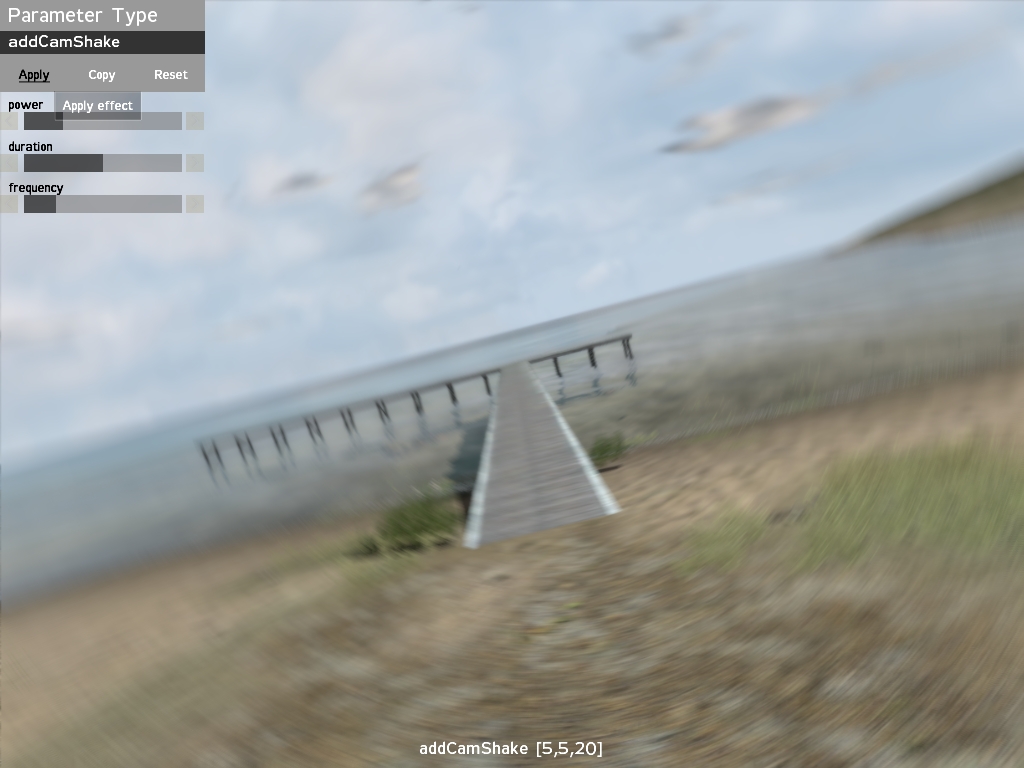 Parameter Type
addCamShake
Apply Copy Reset
power Apply effect
duration
frequency
addCamShake [5,5,20]